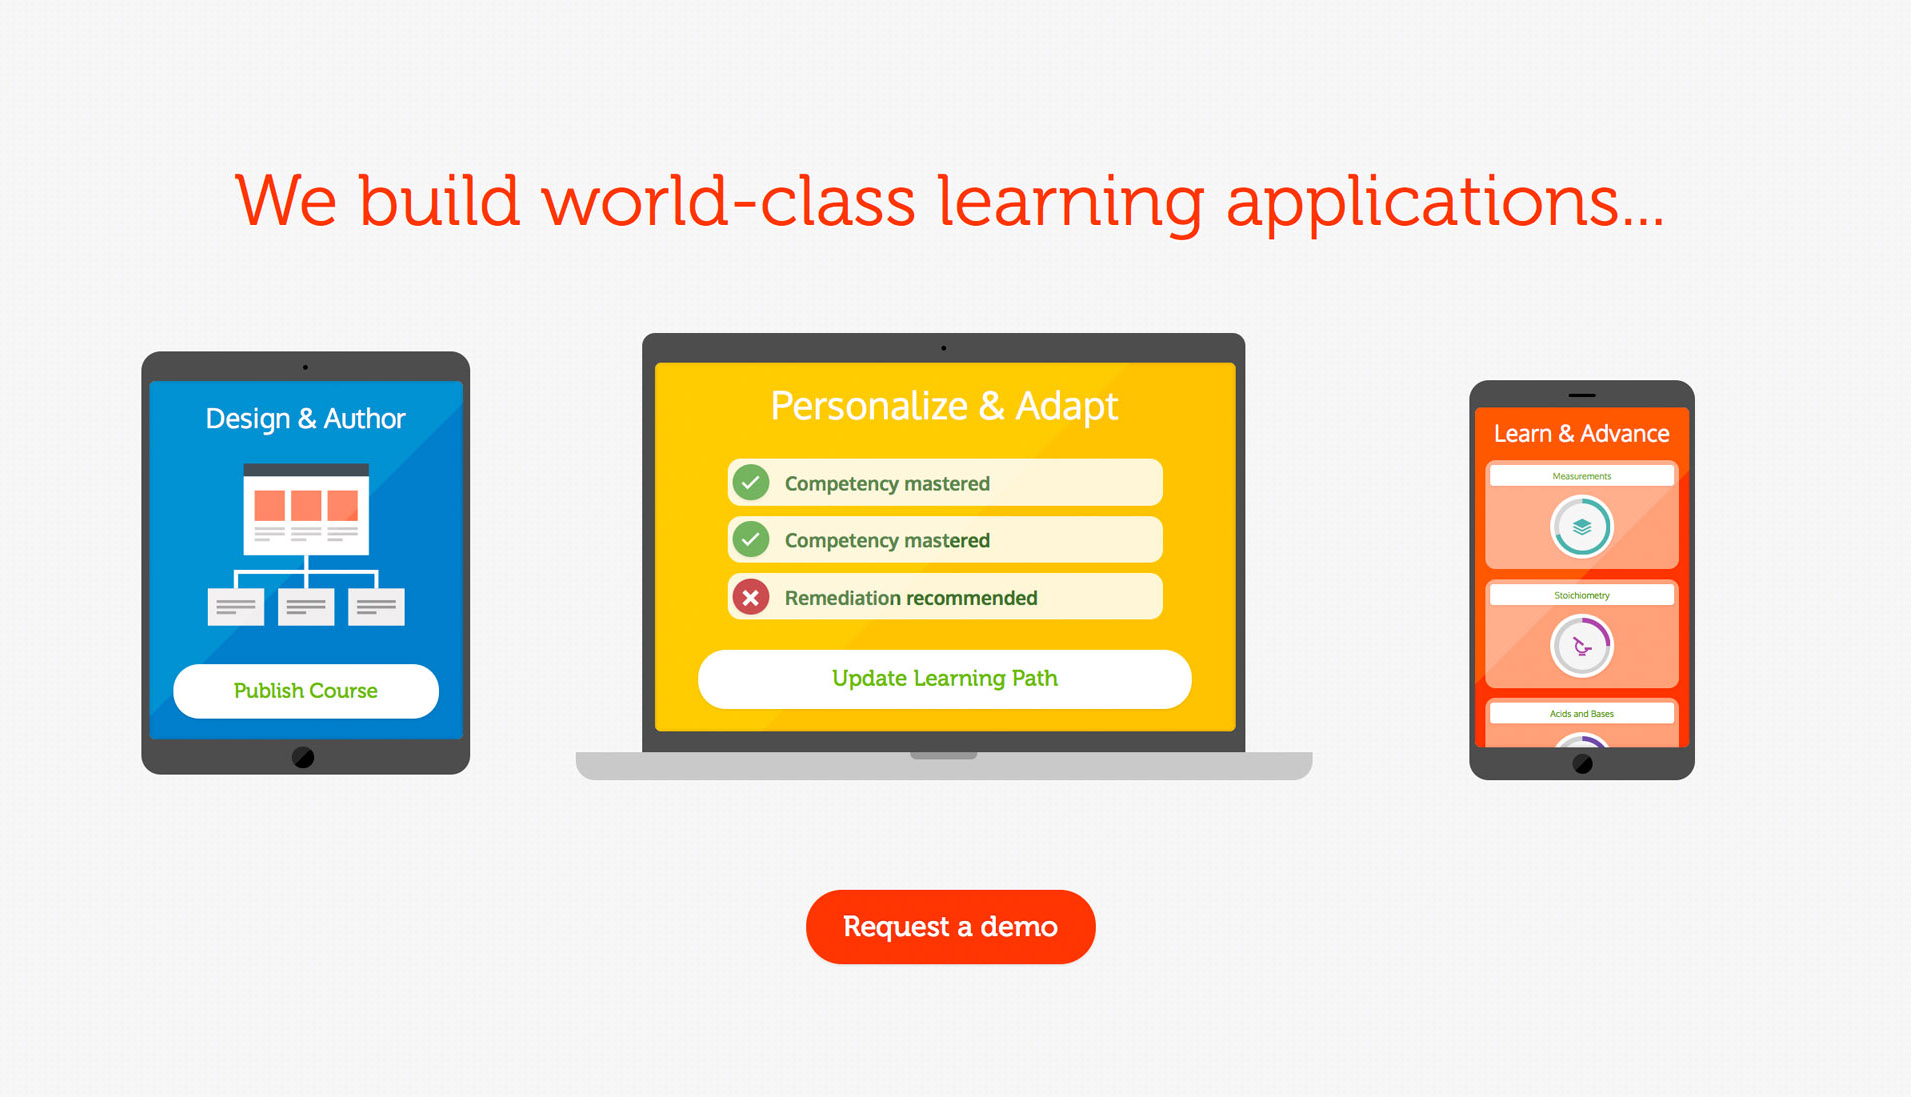 We build world-class learning applications...
Design & Author
Publish Course
Personalize & Adapt
Competency mastered
Competency mastered
Remediation recommended
Update Learning Path
Learn & Advance
Measurements
Stoichiometry
Acids and Bases
Request a demo